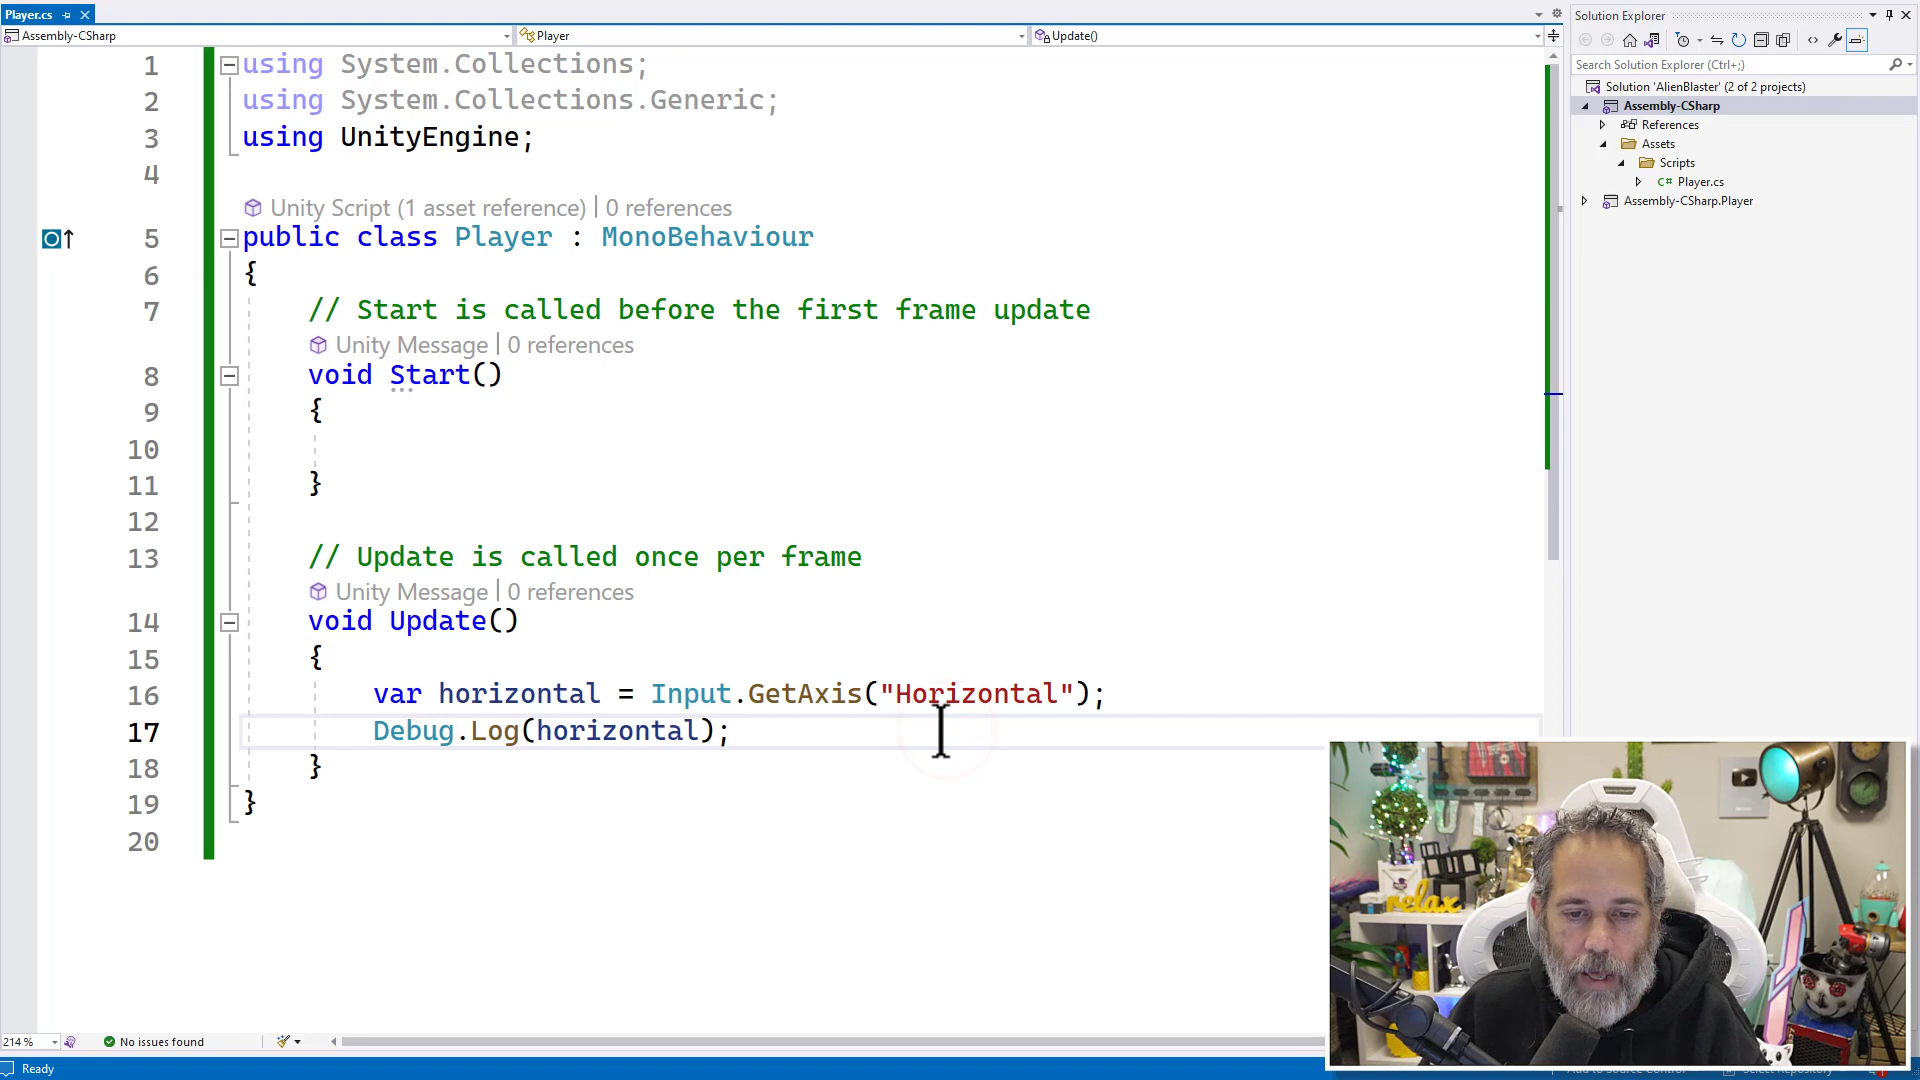 Player.cs
Assembly-CSharp
Player
Update()
1 using System.Collections;
2 using System.Collections.Generic;
3 using UnityEngine;
4
Unity Script (1 asset reference) | 0 references
5 public class Player : MonoBehaviour
6 {
7 // Start is called before the first frame update
Unity Message | 0 references
8 void Start()
9 {
10
11 }
12
13 // Update is called once per frame
Unity Message | 0 references
14 void Update()
15 {
16 var horizontal = Input.GetAxis("Horizontal");
17 Debug.Log(horizontal);
18 }
19 }
20
Solution Explorer
Search Solution Explorer (Ctrl+;)
Solution 'AlienBlaster' (2 of 2 projects)
Assembly-CSharp
References
Assets
Scripts
C# Player.cs
Assembly-CSharp.Player
relax
214 %
No issues found
Ready